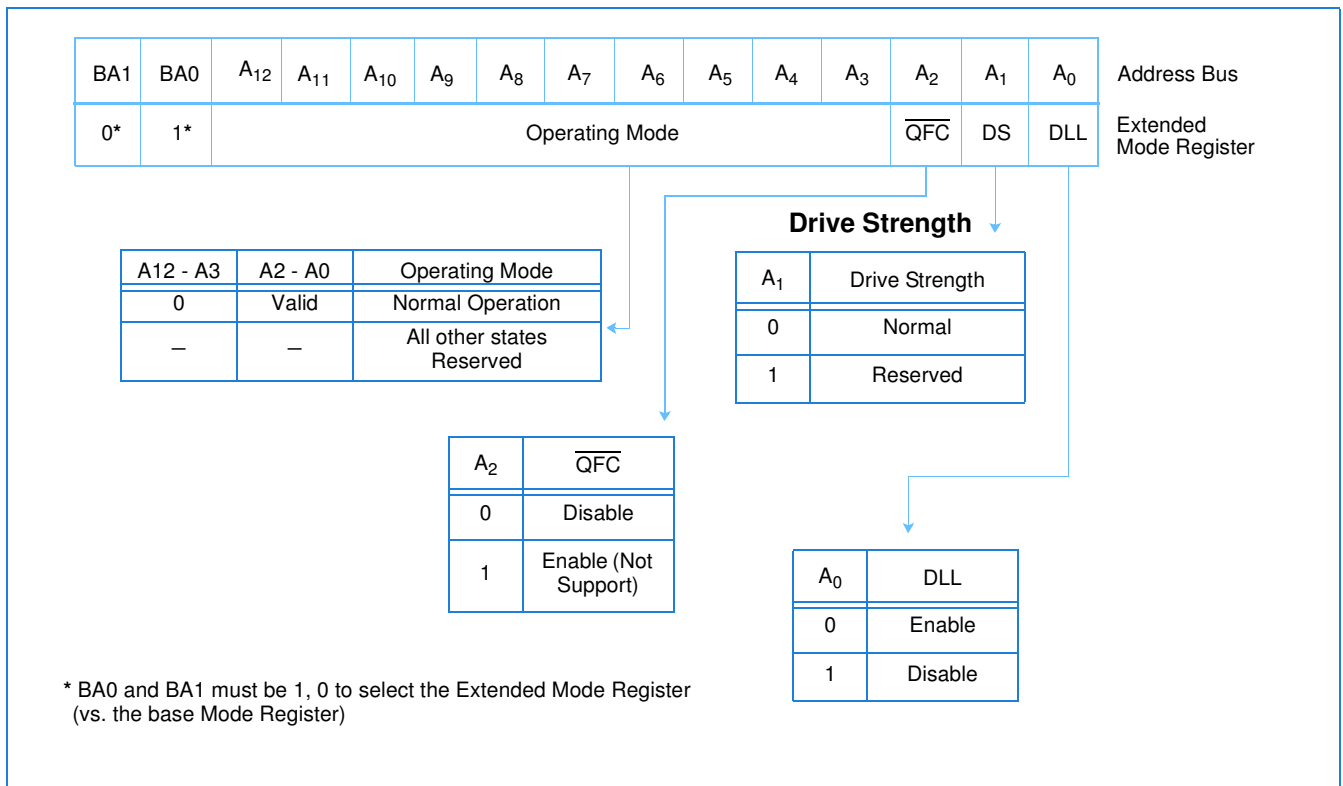 BA1 BA0 A12 A11 A10 A9 A8 A7 A6 A5 A4 A3 A2 A1 A0 Address Bus
0* 1* Operating Mode Q̅F̅C̅ DS DLL Extended
Mode Register
Drive Strength
A12 - A3 A2 - A0 Operating Mode
0 Valid Normal Operation
– – All other states
Reserved
A1 Drive Strength
0 Normal
1 Reserved
A2 Q̅F̅C̅
0 Disable
1 Enable (Not
Support)
A0 DLL
0 Enable
1 Disable
* BA0 and BA1 must be 1, 0 to select the Extended Mode Register
(vs. the base Mode Register)